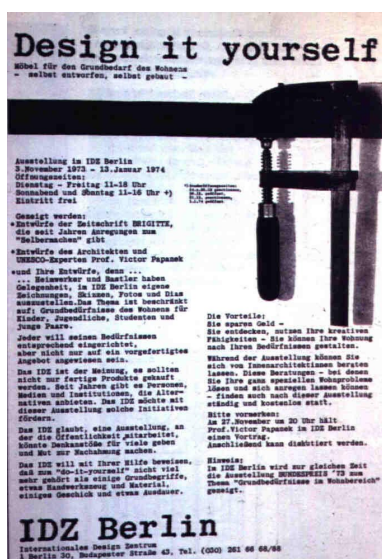 Design it yourself
Möbel für den Grundbedarf des Wohnens
- selbst entworfen, selbst gebaut -
Ausstellung im IDZ Berlin
3.November 1973 - 13.Januar 1974
Öffnungszeiten:
Dienstag - Freitag 11-18 Uhr
Sonnabend und Sonntag 11-16 Uhr +)
Eintritt frei
Gezeigt werden:
•Entwürfe der Zeitschrift BRIGITTE,
die seit Jahren Anregungen zum
"Selbermachen" gibt
•Entwürfe des Architekten und
UNESCO-Experten Prof. Victor Papanek
•und Ihre Entwürfe, denn ...
... Heimwerker und Bastler haben
Gelegenheit, im IDZ Berlin eigene
Zeichnungen, Skizzen, Fotos und Dias
auszustellen. Das Thema ist beschränkt
auf: Grundbedürfnisse des Wohnens für
Kinder, Jugendliche, Studenten und
junge Paare.
Jeder will seinen Bedürfnissen
entsprechend eingerichtet,
aber nicht nur auf ein vorgefertigtes
Angebot angewiesen sein.
Das IDZ ist der Meinung, es sollten
nicht nur fertige Produkte gezeigt
werden. Seit Jahren gibt es Personen,
Medien und Institutionen, die Alter-
nativen anbieten. Das IDZ möchte mit
dieser Ausstellung solche Initiativen
fördern.
Das IDZ glaubt, eine Ausstellung, an
der die Öffentlichkeit mitarbeitet,
könnte Denkanstöße für viele geben
und Mut zur Nachahmung machen.
Das IDZ will mit Ihrer Hilfe beweisen,
daß zum "do-it-yourself" nicht viel
mehr gehört als einige Grundbegriffe,
etwas Handwerkszeug und Material,
einiges Geschick und etwas Ausdauer.
Die Vorteile:
Sie sparen Geld -
Sie entdecken, nutzen Ihre kreativen
Fähigkeiten - Sie können Ihre Wohnung
nach Ihren Bedürfnissen gestalten.
Während der Ausstellung können Sie
sich von Innenarchitekten beraten
lassen. Diese Beratungen - bei denen
Sie Ihre ganz speziellen Wohnprobleme
lösen und sich anregen lassen können
- finden auch nach dieser Ausstellung
ständig und kostenlos statt.
Bitte vormerken:
Am 27.November um 20 Uhr hält
Prof.Victor Papanek im IDZ Berlin
einen Vortrag.
Anschließend kann diskutiert werden.
Hinweis:
Im IDZ Berlin wird zur gleichen Zeit
die Ausstellung BUNDESPREIS '73 zum
Thema "Grundbedürfnisse im Wohnbereich"
gezeigt.
IDZ Berlin
Internationales Design Zentrum
1 Berlin 30, Budapester Straße 43, Tel. (030) 261 66 68/88